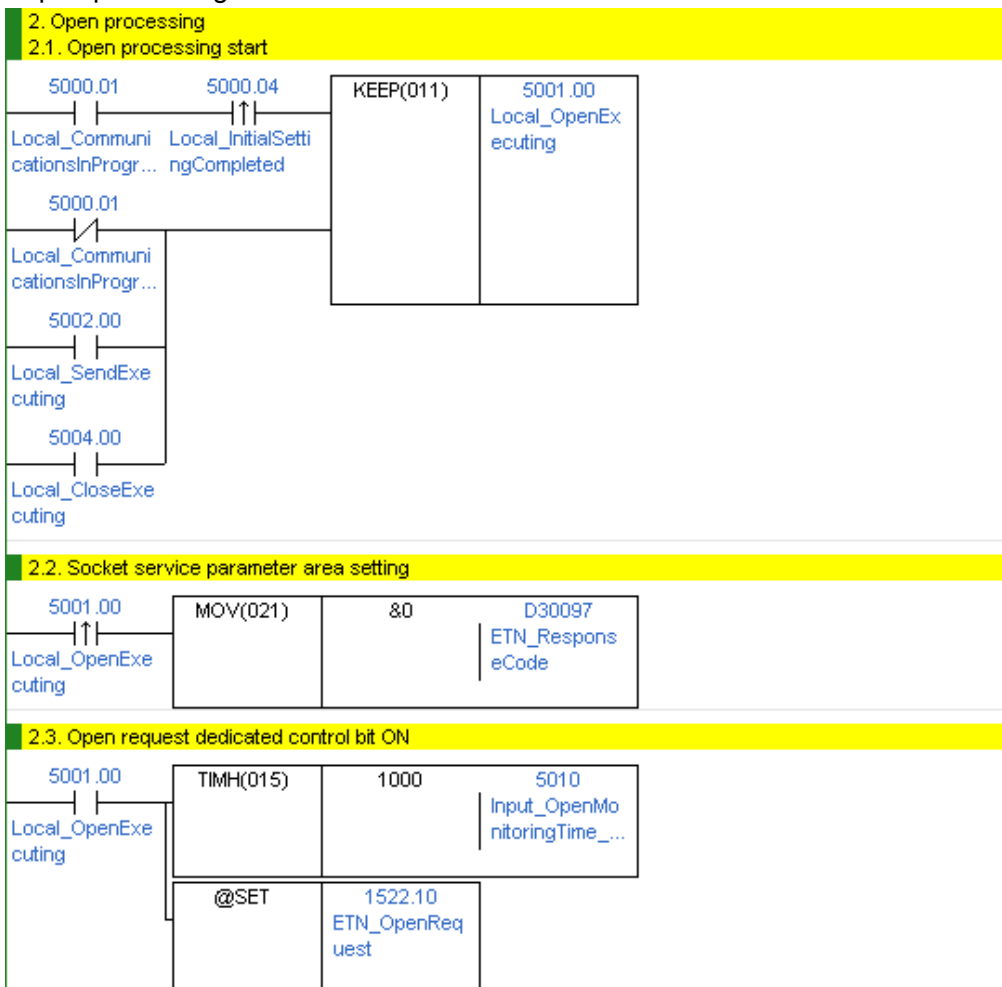 2. Open processing
2.1. Open processing start
5000.01 5000.04 KEEP(011) 5001.00
Local_Communi Local_InitialSetti Local_OpenEx
cationsInProgr... ngCompleted ecuting
5000.01
Local_Communi
cationsInProgr...
5002.00
Local_SendExe
cuting
5004.00
Local_CloseExe
cuting
2.2. Socket service parameter area setting
5001.00 MOV(021) &0 D30097
Local_OpenExe ETN_Respons
cuting eCode
2.3. Open request dedicated control bit ON
5001.00 TIMH(015) 1000 5010
Local_OpenExe Input_OpenMo
cuting nitoringTime_...
@SET 1522.10
ETN_OpenReq
uest